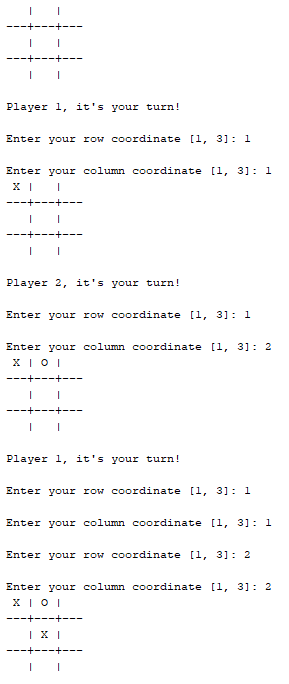 |   |
---+---+---
   |   |
---+---+---
   |   |
Player 1, it's your turn!
Enter your row coordinate [1, 3]: 1
Enter your column coordinate [1, 3]: 1
 X |   |
---+---+---
   |   |
---+---+---
   |   |
Player 2, it's your turn!
Enter your row coordinate [1, 3]: 1
Enter your column coordinate [1, 3]: 2
 X | O |
---+---+---
   |   |
---+---+---
   |   |
Player 1, it's your turn!
Enter your row coordinate [1, 3]: 1
Enter your column coordinate [1, 3]: 1
Enter your row coordinate [1, 3]: 2
Enter your column coordinate [1, 3]: 2
 X | O |
---+---+---
   | X |
---+---+---
   |   |